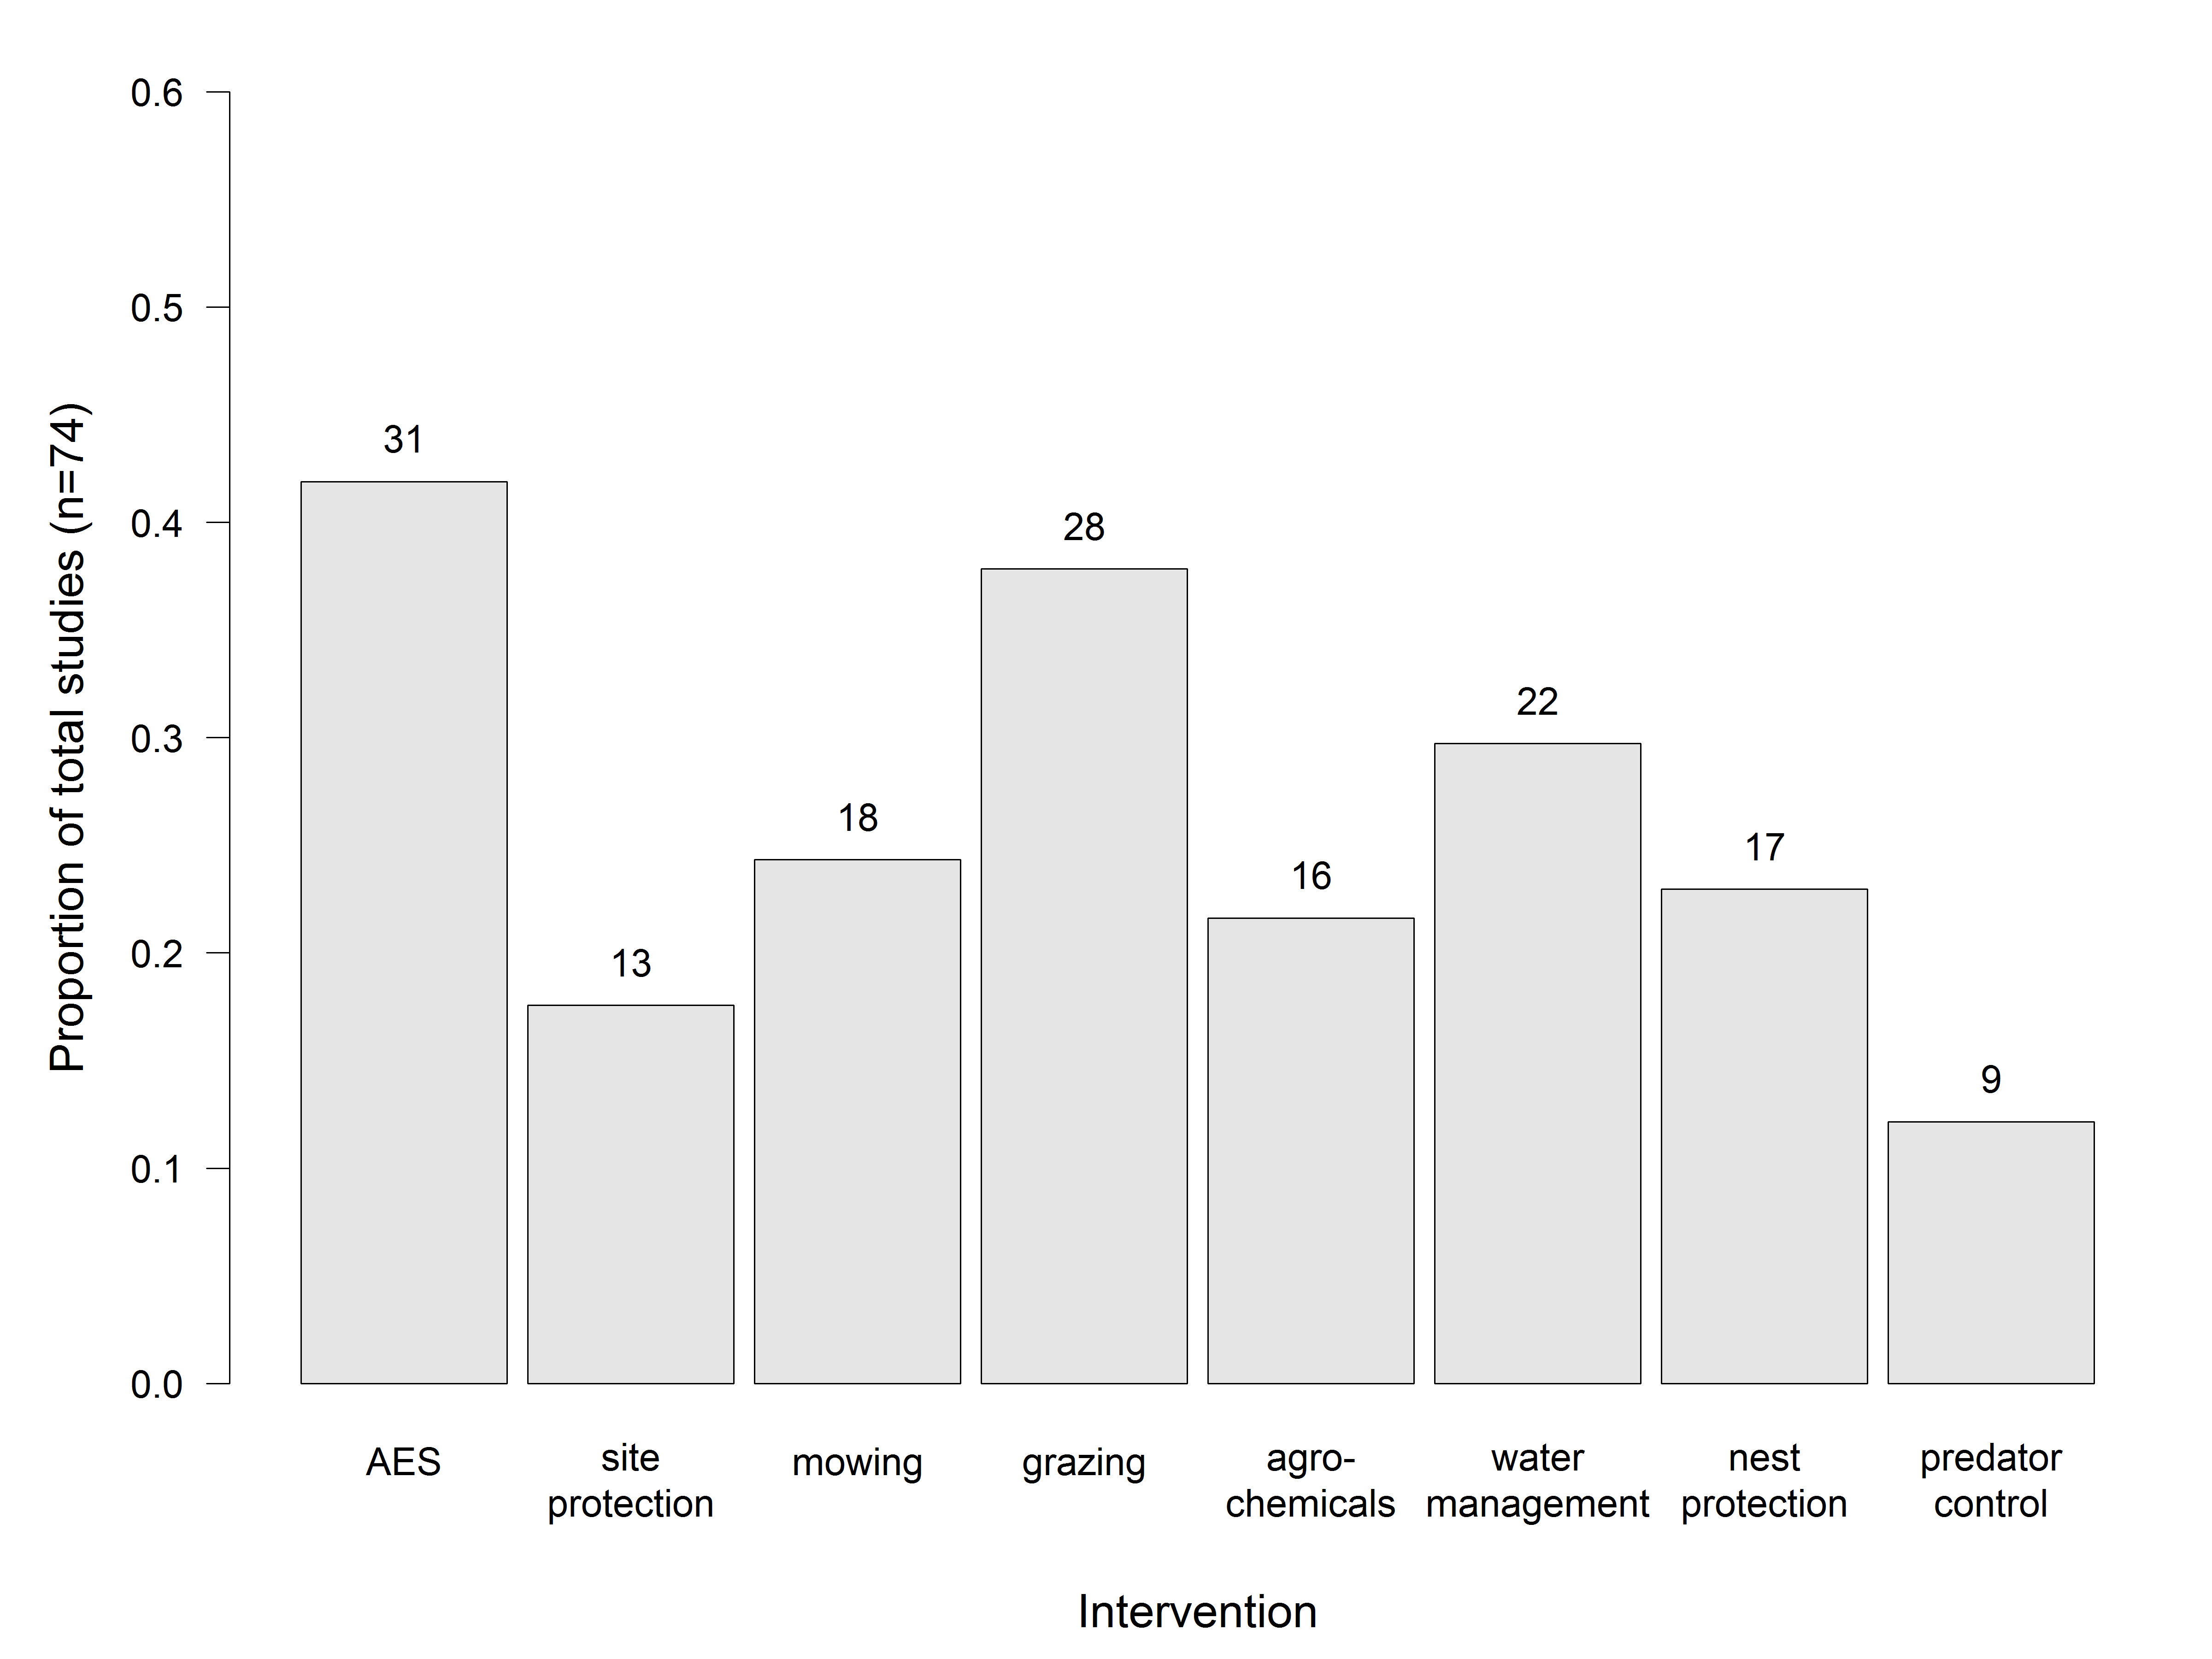 Proportion of total studies (n=74)
0.6
0.5
0.4
0.3
0.2
0.1
0.0
31
13
18
28
16
22
17
9
AES
site
protection
mowing
grazing
agro-
chemicals
water
management
nest
protection
predator
control
Intervention